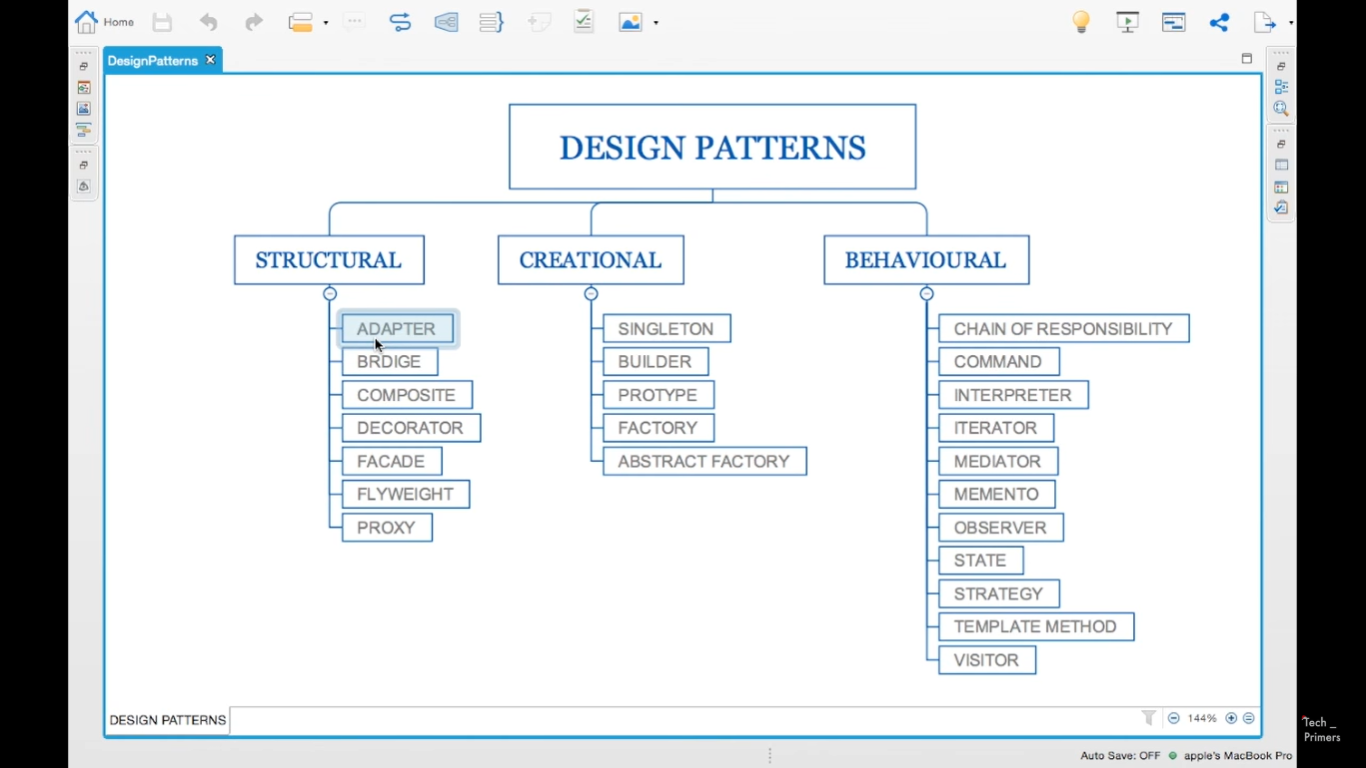 Home
DesignPatterns
DESIGN PATTERNS
STRUCTURAL
CREATIONAL
BEHAVIOURAL
ADAPTER
BRDIGE
COMPOSITE
DECORATOR
FACADE
FLYWEIGHT
PROXY
SINGLETON
BUILDER
PROTYPE
FACTORY
ABSTRACT FACTORY
CHAIN OF RESPONSIBILITY
COMMAND
INTERPRETER
ITERATOR
MEDIATOR
MEMENTO
OBSERVER
STATE
STRATEGY
TEMPLATE METHOD
VISITOR
DESIGN PATTERNS
144%
Auto Save: OFF
apple's MacBook Pro
Tech _
Primers